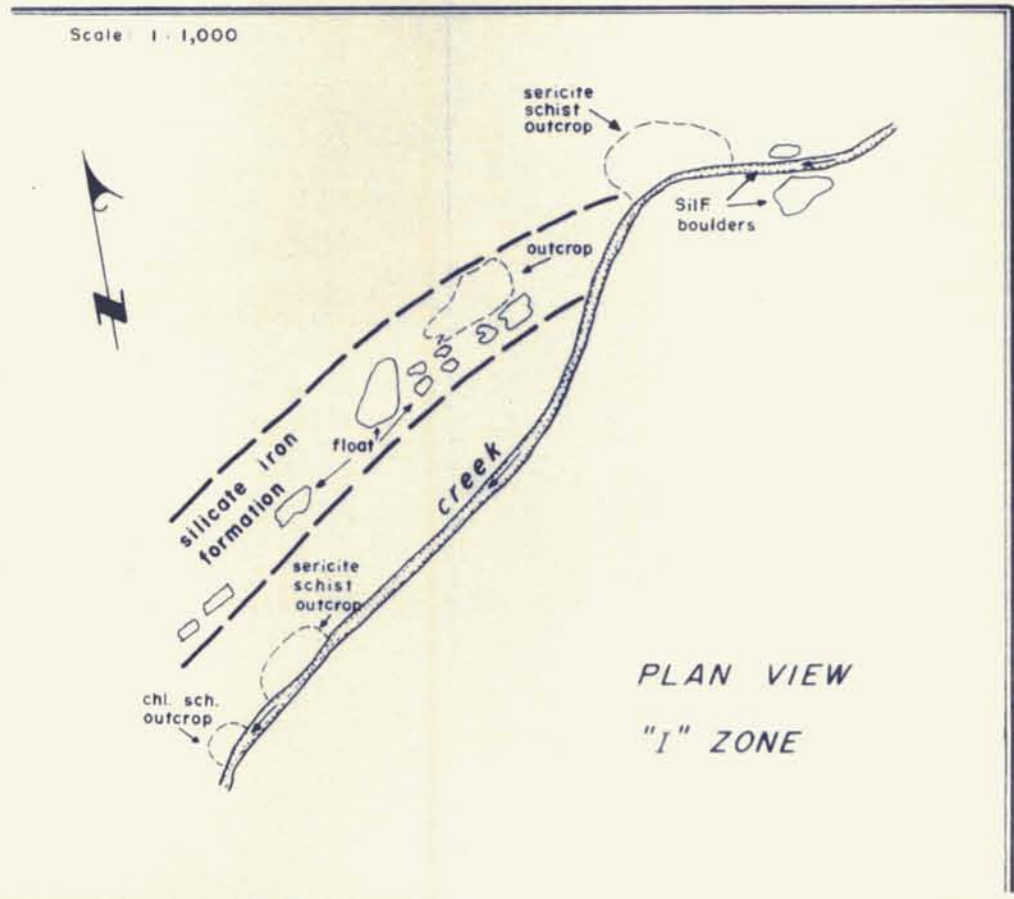 Scale 1 : 1,000
sericite
schist
outcrop
SilF.
boulders
outcrop
float
silicate iron
formation
creek
sericite
schist
outcrop
chl. sch.
outcrop
N
PLAN VIEW
"I" ZONE